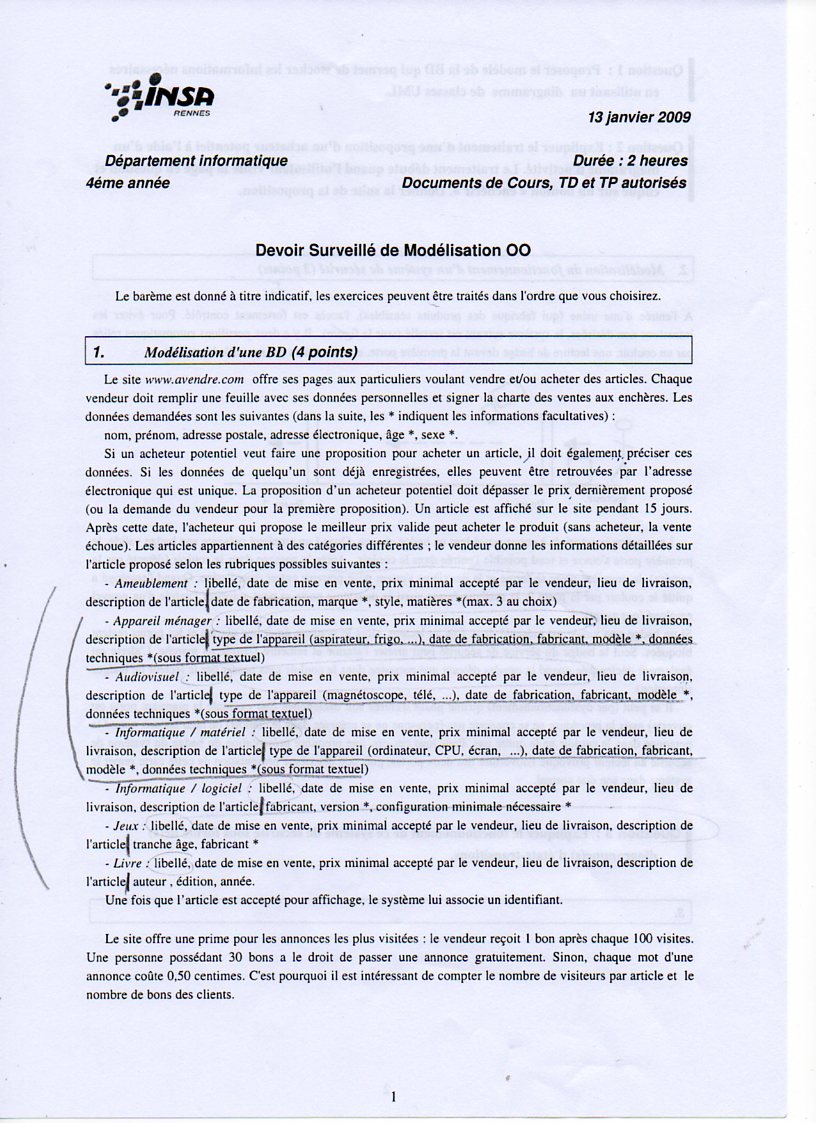 INSA
RENNES
13 janvier 2009
Département informatique
Durée : 2 heures
4éme année
Documents de Cours, TD et TP autorisés
Devoir Surveillé de Modélisation OO
Le barème est donné à titre indicatif, les exercices peuvent être traités dans l'ordre que vous choisirez.
1. Modélisation d'une BD (4 points)
Le site www.avendre.com offre ses pages aux particuliers voulant vendre et/ou acheter des articles. Chaque
vendeur doit remplir une feuille avec ses données personnelles et signer la charte des ventes aux enchères. Les
données demandées sont les suivantes (dans la suite, les * indiquent les informations facultatives) :
nom, prénom, adresse postale, adresse électronique, âge *, sexe *.
Si un acheteur potentiel veut faire une proposition pour acheter un article, il doit également préciser ces
données. Si les données de quelqu'un sont déjà enregistrées, elles peuvent être retrouvées par l'adresse
électronique qui est unique. La proposition d'un acheteur potentiel doit dépasser le prix dernièrement proposé
(ou la demande du vendeur pour la première proposition). Un article est affiché sur le site pendant 15 jours.
Après cette date, l'acheteur qui propose le meilleur prix valide peut acheter le produit (sans acheteur, la vente
échoue). Les articles appartiennent à des catégories différentes ; le vendeur donne les informations détaillées sur
l'article proposé selon les rubriques possibles suivantes :
- Ameublement : libellé, date de mise en vente, prix minimal accepté par le vendeur, lieu de livraison,
description de l'article, date de fabrication, marque *, style, matières *(max. 3 au choix)
- Appareil ménager : libellé, date de mise en vente, prix minimal accepté par le vendeur, lieu de livraison,
description de l'article, type de l'appareil (aspirateur, frigo, ...), date de fabrication, fabricant, modèle *, données
techniques *(sous format textuel)
- Audiovisuel : libellé, date de mise en vente, prix minimal accepté par le vendeur, lieu de livraison,
description de l'article, type de l'appareil (magnétoscope, télé, ...), date de fabrication, fabricant, modèle *,
données techniques *(sous format textuel)
- Informatique / matériel : libellé, date de mise en vente, prix minimal accepté par le vendeur, lieu de
livraison, description de l'article, type de l'appareil (ordinateur, CPU, écran, ...), date de fabrication, fabricant,
modèle *, données techniques *(sous format textuel)
- Informatique / logiciel : libellé, date de mise en vente, prix minimal accepté par le vendeur, lieu de
livraison, description de l'article, fabricant, version *, configuration minimale nécessaire *
- Jeux : libellé, date de mise en vente, prix minimal accepté par le vendeur, lieu de livraison, description de
l'article, tranche âge, fabricant *
- Livre : libellé, date de mise en vente, prix minimal accepté par le vendeur, lieu de livraison, description de
l'article, auteur , édition, année.
Une fois que l'article est accepté pour affichage, le système lui associe un identifiant.
Le site offre une prime pour les annonces les plus visitées : le vendeur reçoit 1 bon après chaque 100 visites.
Une personne possédant 30 bons a le droit de passer une annonce gratuitement. Sinon, chaque mot d'une
annonce coûte 0,50 centimes. C'est pourquoi il est intéressant de compter le nombre de visiteurs par article et le
nombre de bons des clients.
1